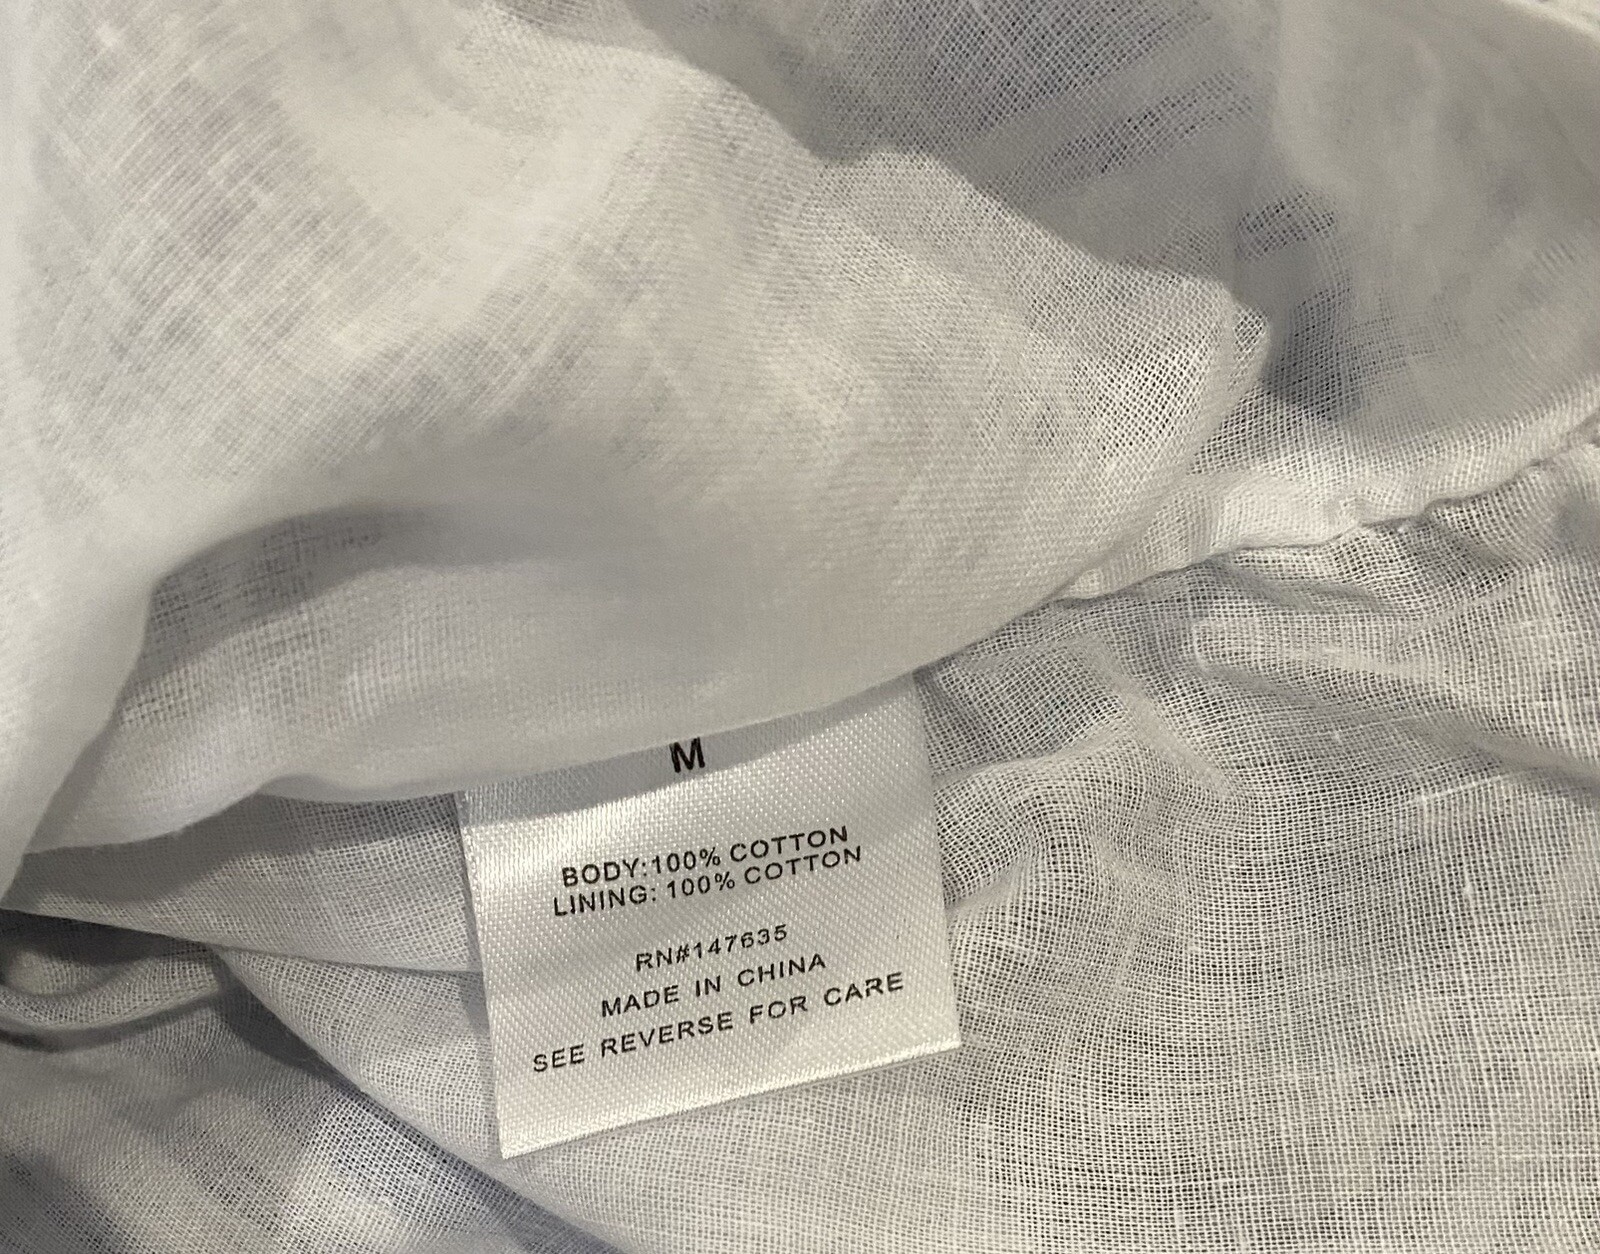 M
BODY:100% COTTON
LINING: 100% COTTON
RN#147635
MADE IN CHINA
SEE REVERSE FOR CARE